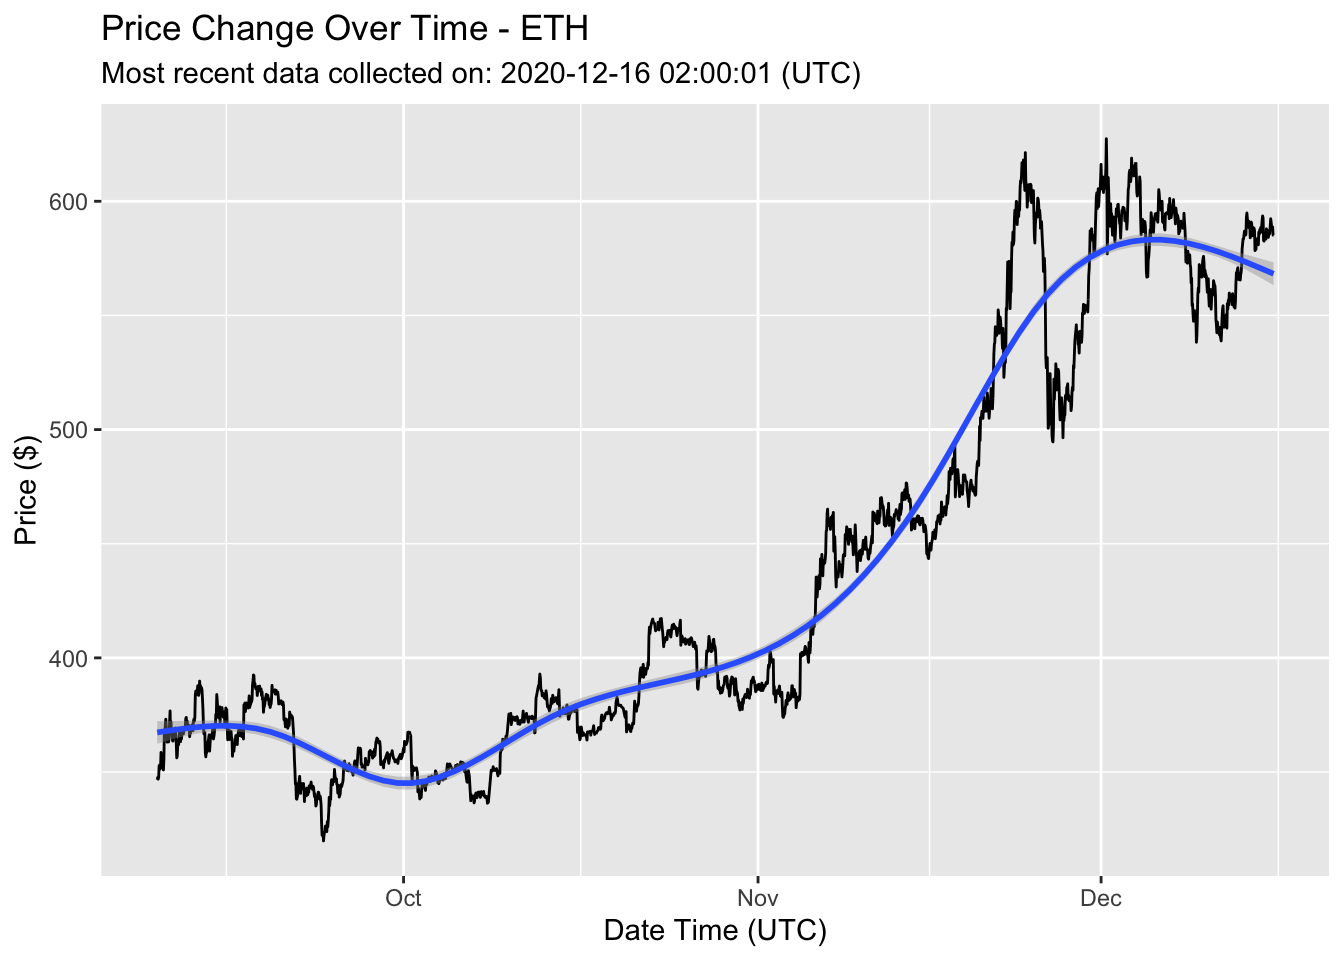 Price Change Over Time - ETH
Most recent data collected on: 2020-12-16 02:00:01 (UTC)
600
500
400
Price ($)
Oct
Nov
Dec
Date Time (UTC)